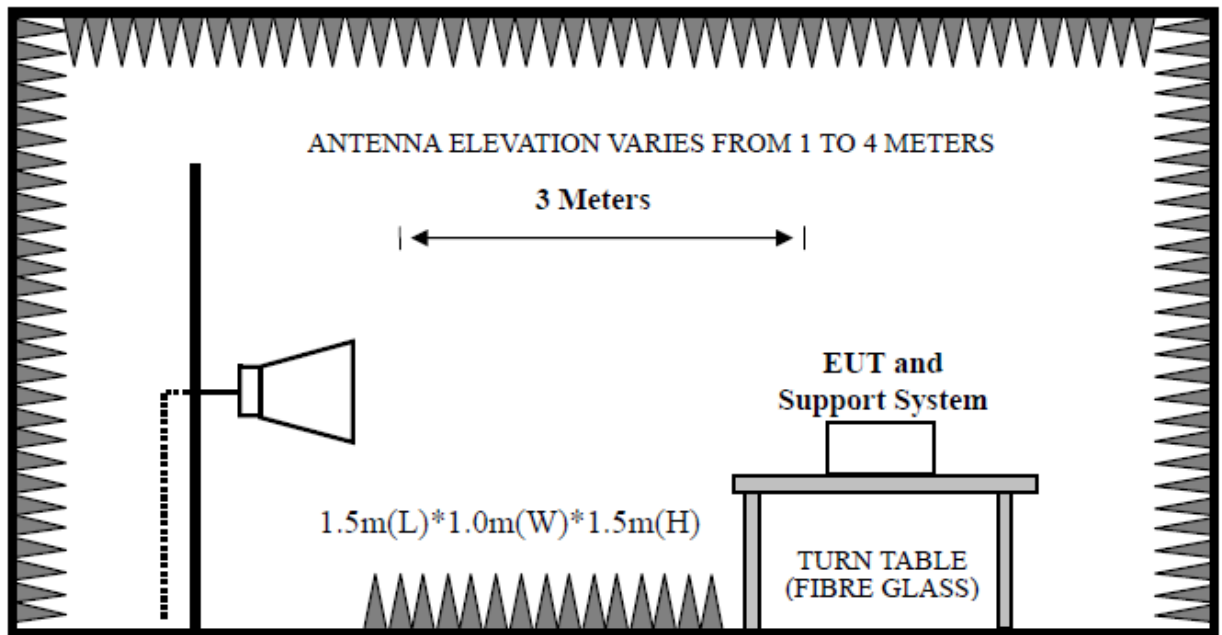 ANTENNA ELEVATION VARIES FROM 1 TO 4 METERS
3 Meters
EUT and
Support System
1.5m(L)*1.0m(W)*1.5m(H)
TURN TABLE
(FIBRE GLASS)